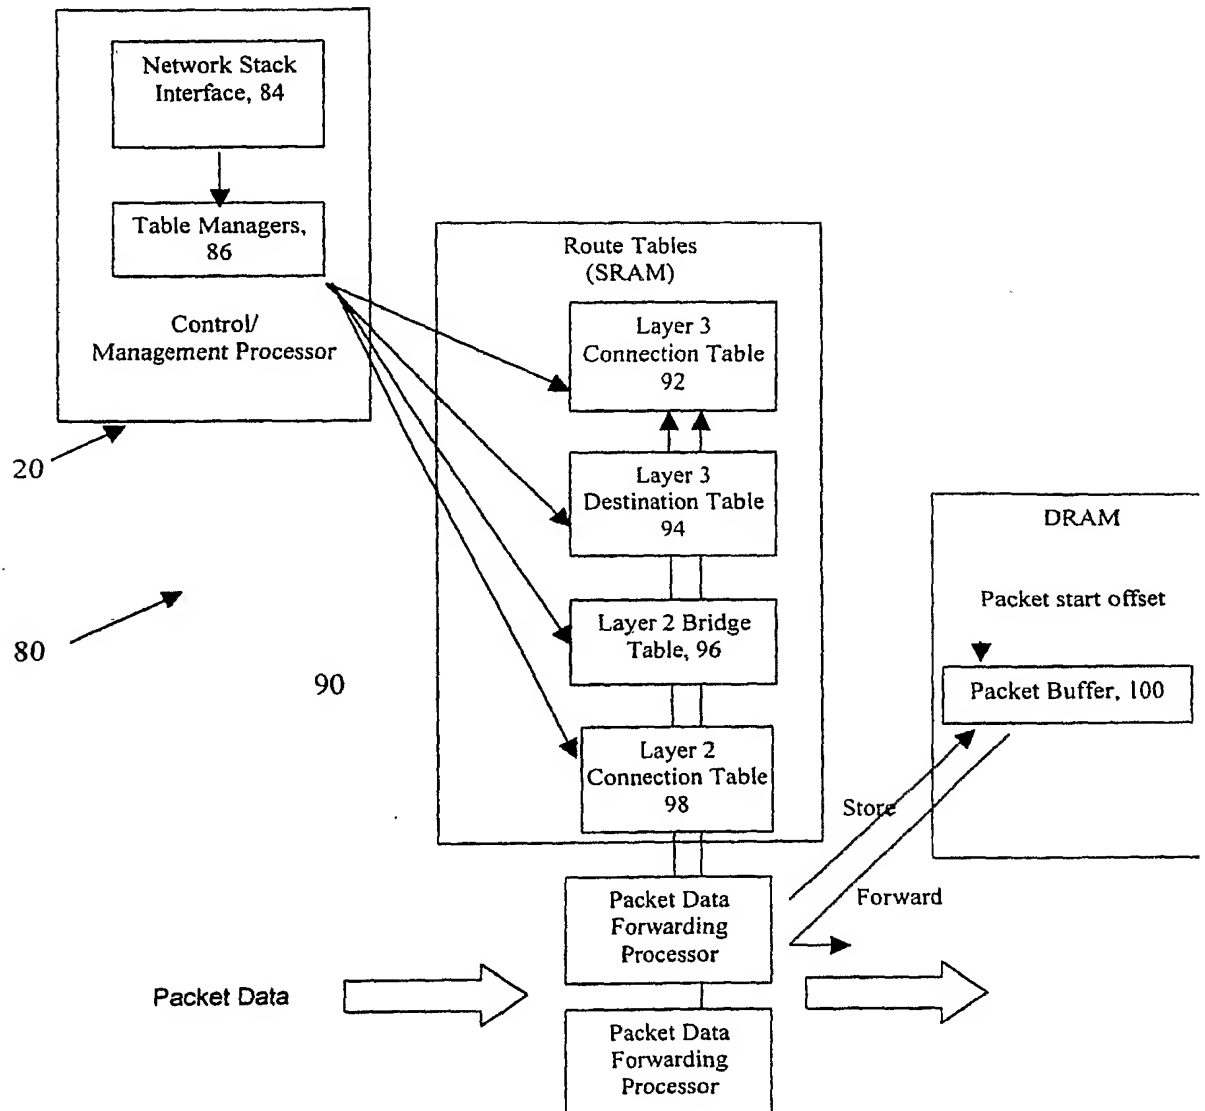 Network Stack
Interface, 84
Table Managers,
86
Control/
Management Processor
20
80
90
Route Tables
(SRAM)
Layer 3
Connection Table
92
Layer 3
Destination Table
94
Layer 2 Bridge
Table, 96
Layer 2
Connection Table
98
DRAM
Packet start offset
Packet Buffer, 100
Store
Forward
Packet Data
Forwarding
Processor
Packet Data
Packet Data
Forwarding
Processor